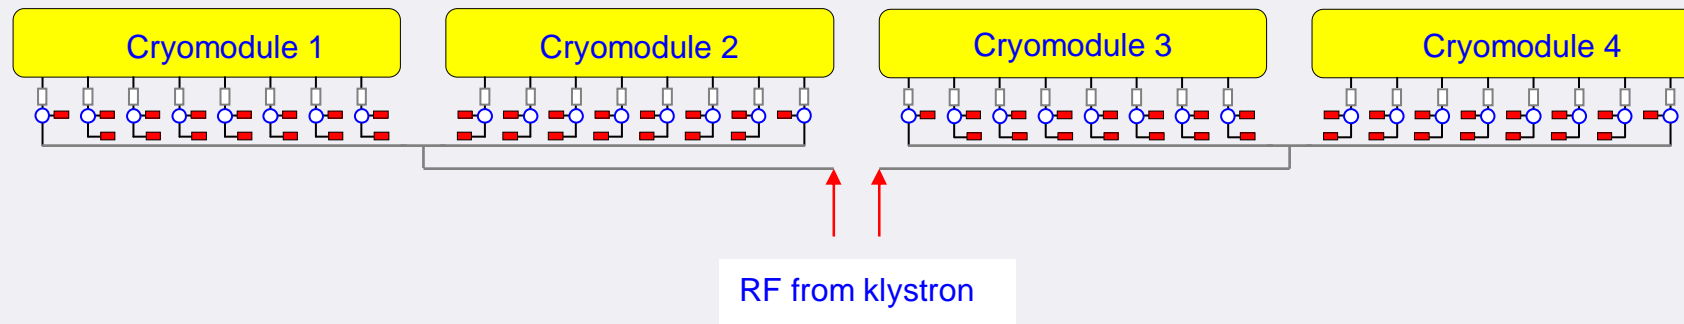 Cryomodule 1
Cryomodule 2
Cryomodule 3
Cryomodule 4
RF from klystron